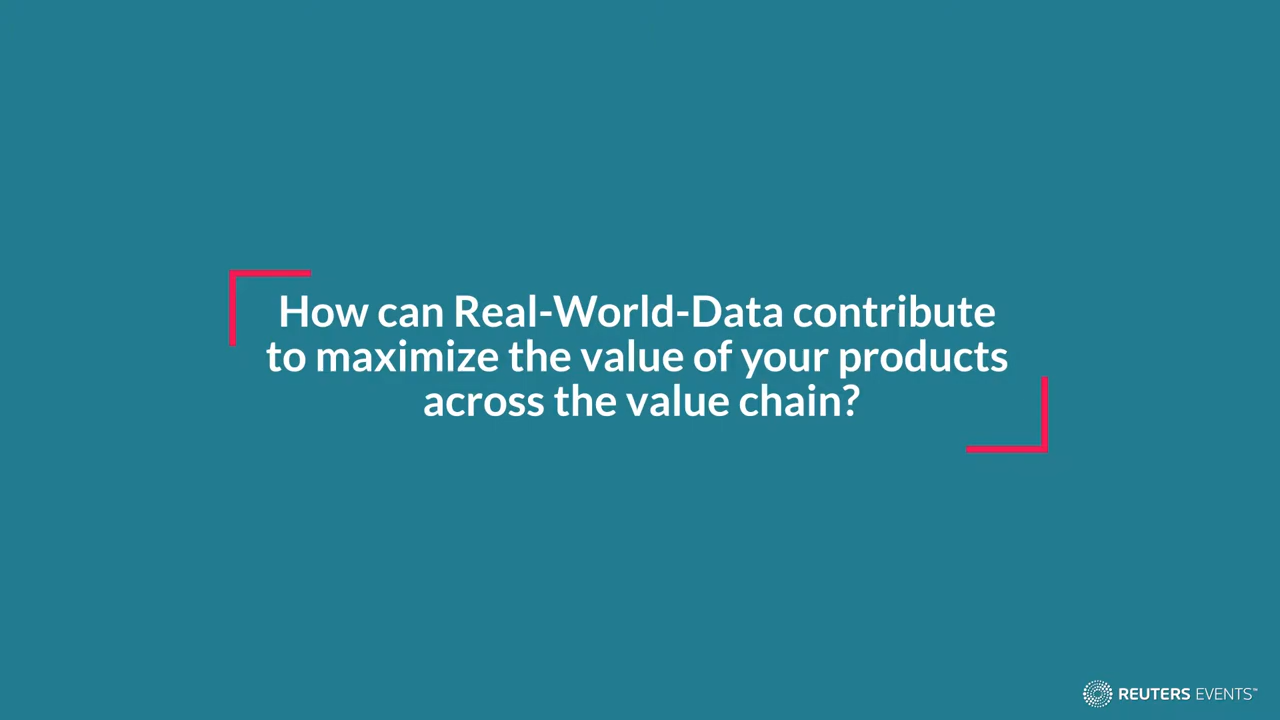 How can Real-World-Data contribute
to maximize the value of your products
across the value chain?
REUTERS EVENTS™